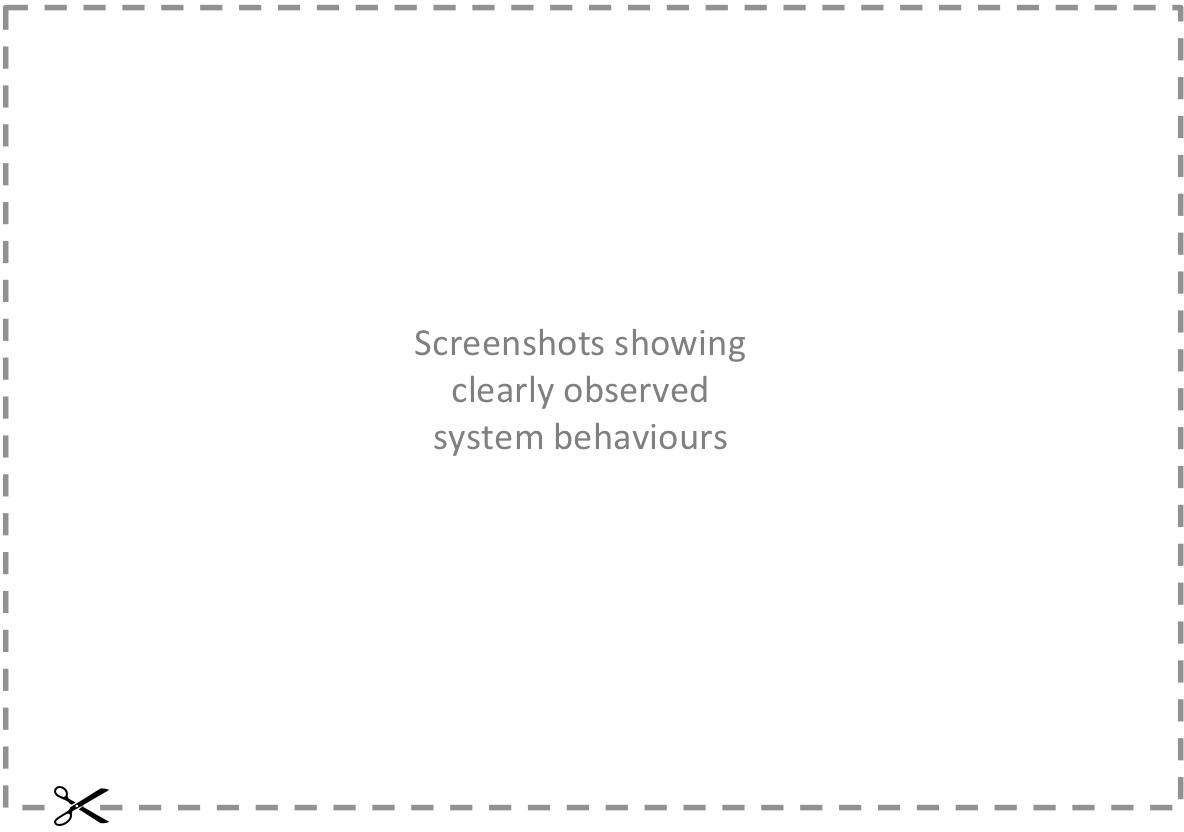 Screenshots showing
clearly observed
system behaviours